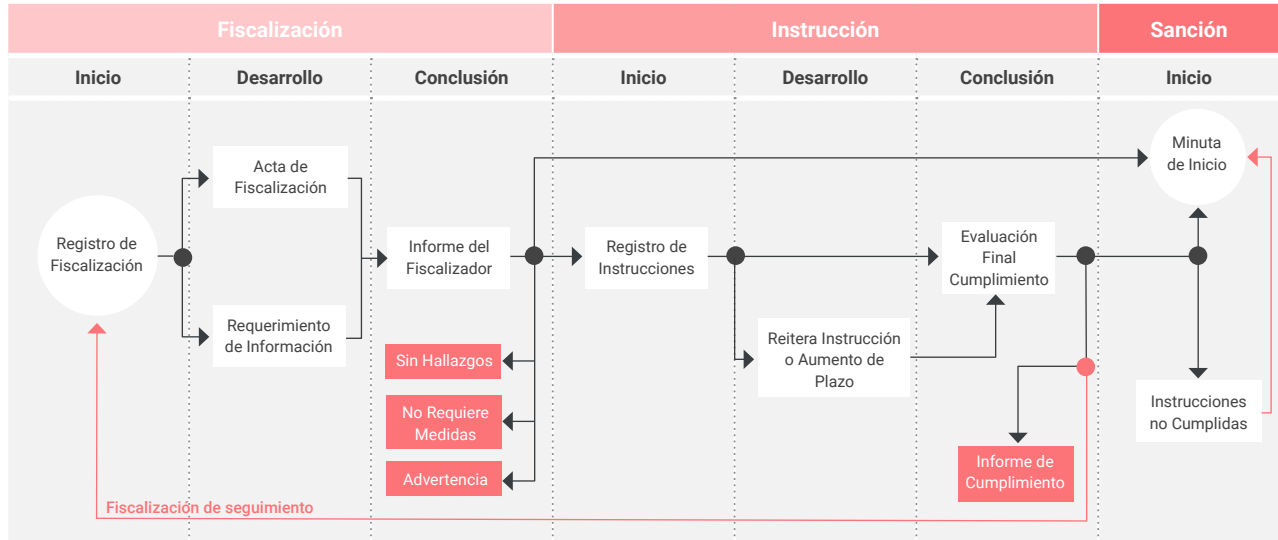 Fiscalización
Instrucción
Sanción
Inicio
Desarrollo
Conclusión
Inicio
Desarrollo
Conclusión
Inicio
Registro de
Fiscalización
Acta de
Fiscalización
Requerimiento
de Información
Informe del
Fiscalizador
Sin Hallazgos
No Requiere
Medidas
Advertencia
Registro de
Instrucciones
Reitera Instrucción
o Aumento de
Plazo
Evaluación
Final
Cumplimiento
Informe de
Cumplimiento
Minuta
de Inicio
Instrucciones
no Cumplidas
Fiscalización de seguimiento